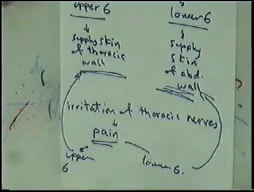 upper 6 lower 6
supply skin of thoracic wall
supply skin of abd. wall
irritation of thoracic nerves
pain
upper 6
lower 6.